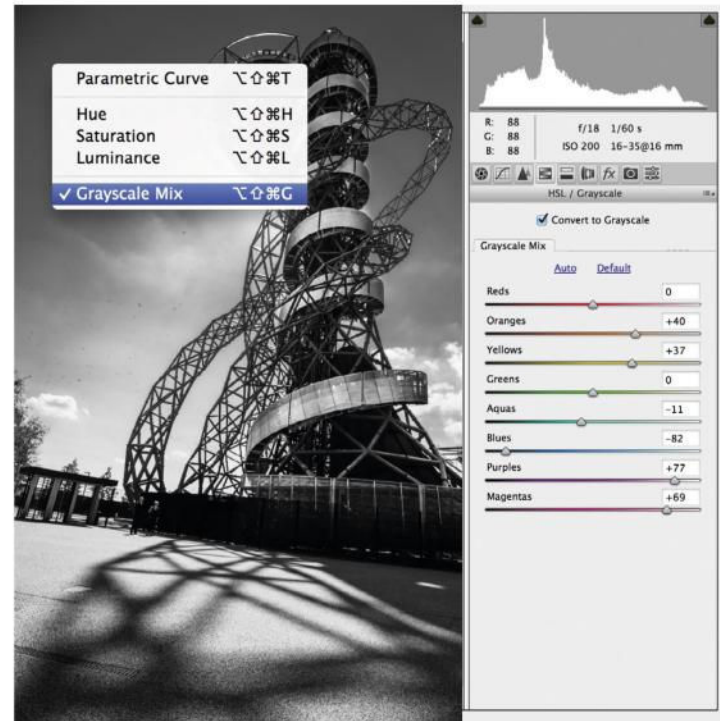 Parametric Curve ⌥⇧⌘T
Hue ⌥⇧⌘H
Saturation ⌥⇧⌘S
Luminance ⌥⇧⌘L
✓ Grayscale Mix ⌥⇧⌘G
R: 88
G: 88
B: 88
f/18 1/60 s
ISO 200 16-35@16 mm
fx
HSL / Grayscale
Convert to Grayscale
Grayscale Mix
Auto Default
Reds 0
Oranges +40
Yellows +37
Greens 0
Aquas -11
Blues -82
Purples +77
Magentas +69